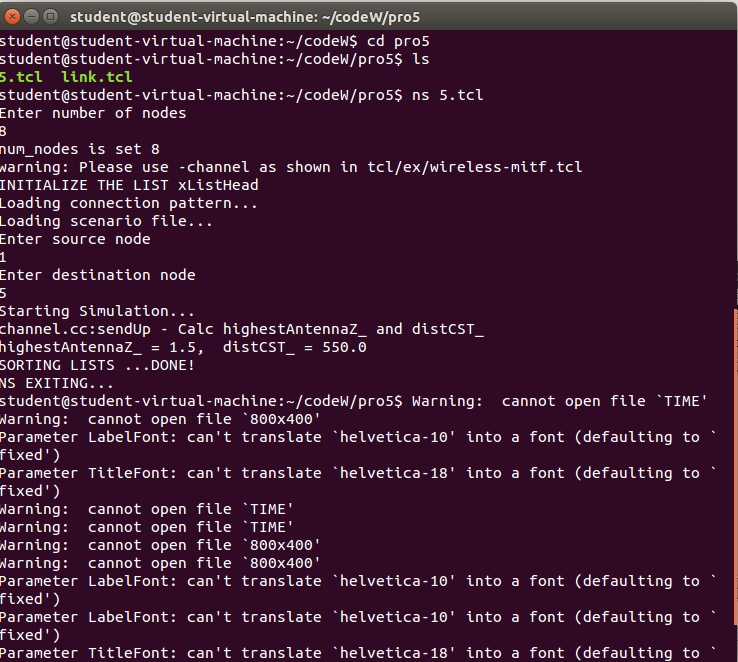 student@student-virtual-machine: ~/codeW/pro5
student@student-virtual-machine:~/codeW$ cd pro5
student@student-virtual-machine:~/codeW/pro5$ ls
5.tcl  link.tcl
student@student-virtual-machine:~/codeW/pro5$ ns 5.tcl
Enter number of nodes
8
num_nodes is set 8
warning: Please use -channel as shown in tcl/ex/wireless-mitf.tcl
INITIALIZE THE LIST xListHead
Loading connection pattern...
Loading scenario file...
Enter source node
1
Enter destination node
5
Starting Simulation...
channel.cc:sendUp - Calc highestAntennaZ_ and distCST_
highestAntennaZ_ = 1.5,  distCST_ = 550.0
SORTING LISTS ...DONE!
NS EXITING...
student@student-virtual-machine:~/codeW/pro5$ Warning:  cannot open file `TIME'
Warning:  cannot open file `800x400'
Parameter LabelFont: can't translate `helvetica-10' into a font (defaulting to `
fixed')
Parameter TitleFont: can't translate `helvetica-18' into a font (defaulting to `
fixed')
Warning:  cannot open file `TIME'
Warning:  cannot open file `TIME'
Warning:  cannot open file `800x400'
Warning:  cannot open file `800x400'
Parameter LabelFont: can't translate `helvetica-10' into a font (defaulting to `
fixed')
Parameter LabelFont: can't translate `helvetica-10' into a font (defaulting to `
fixed')
Parameter TitleFont: can't translate `helvetica-18' into a font (defaulting to `